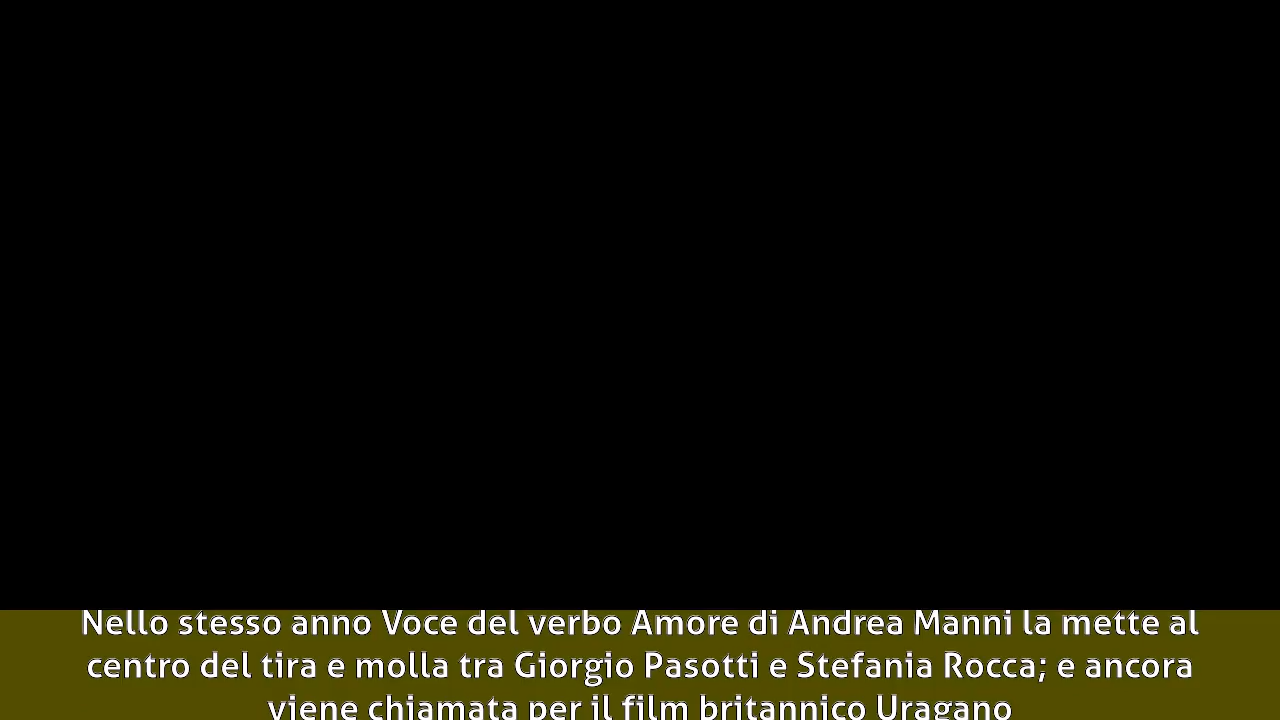 Nello stesso anno Voce del verbo Amore di Andrea Manni la mette al
centro del tira e molla tra Giorgio Pasotti e Stefania Rocca; e ancora
viene chiamata per il film britannico Uragano